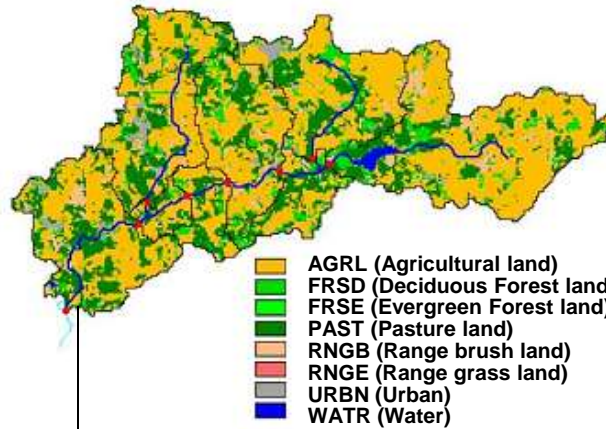 AGRL (Agricultural land)
FRSD (Deciduous Forest land
FRSE (Evergreen Forest land)
PAST (Pasture land)
RNGB (Range brush land)
RNGE (Range grass land)
URBN (Urban)
WATR (Water)